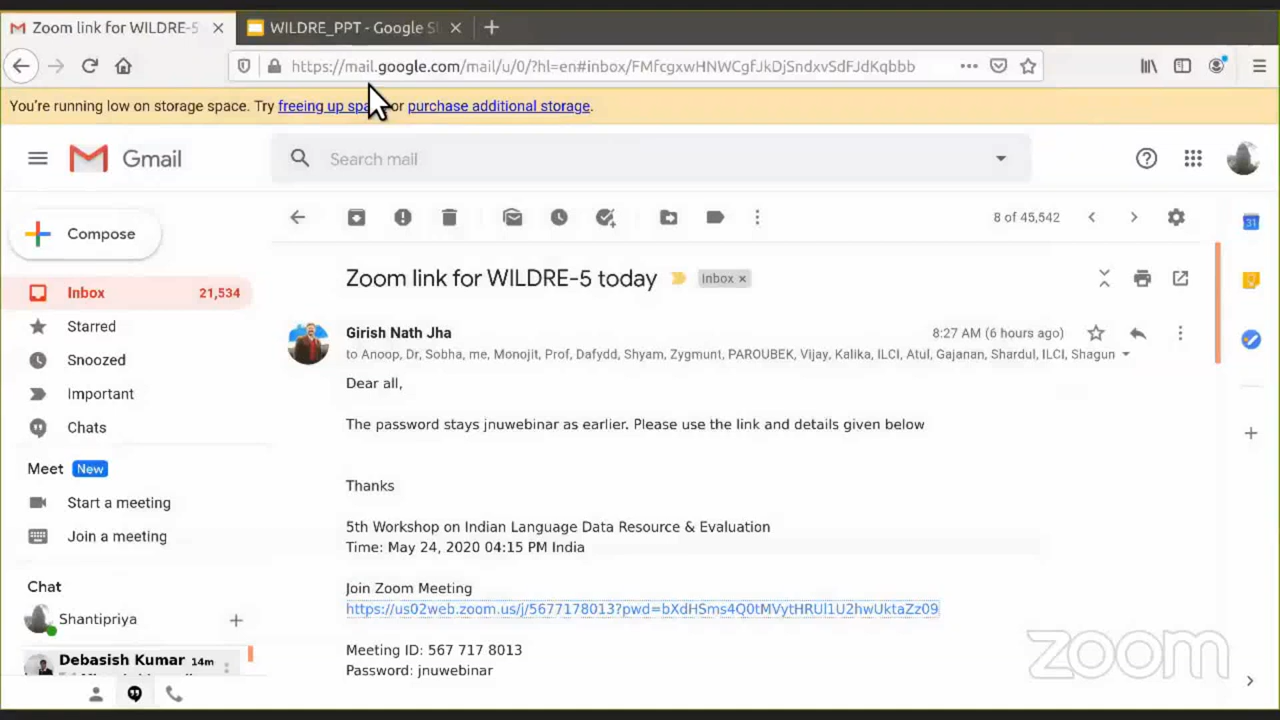 Zoom link for WILDRE-5
WILDRE_PPT - Google Sl
https://mail.google.com/mail/u/0/?hl=en#inbox/FMfcgxwHNWCgfJkDjSndxvSdFJdKqbbb
You're running low on storage space. Try freeing up spa or purchase additional storage.
Gmail
Search mail
Compose
8 of 45,542
31
Zoom link for WILDRE-5 today
Inbox ×
Inbox 21,534
Starred
Snoozed
Important
Chats
Meet New
Start a meeting
Join a meeting
Chat
Shantipriya
Debasish Kumar 14m
Girish Nath Jha
8:27 AM (6 hours ago)
to Anoop, Dr, Sobha, me, Monojit, Prof, Dafydd, Shyam, Zygmunt, PAROUBEK, Vijay, Kalika, ILCI, Atul, Gajanan, Shardul, ILCI, Shagun
Dear all,
The password stays jnuwebinar as earlier. Please use the link and details given below
Thanks
5th Workshop on Indian Language Data Resource & Evaluation
Time: May 24, 2020 04:15 PM India
Join Zoom Meeting
https://us02web.zoom.us/j/5677178013?pwd=bXdHSms4Q0tMVytHRUl1U2hwUktaZz09
Meeting ID: 567 717 8013
Password: jnuwebinar
zoom